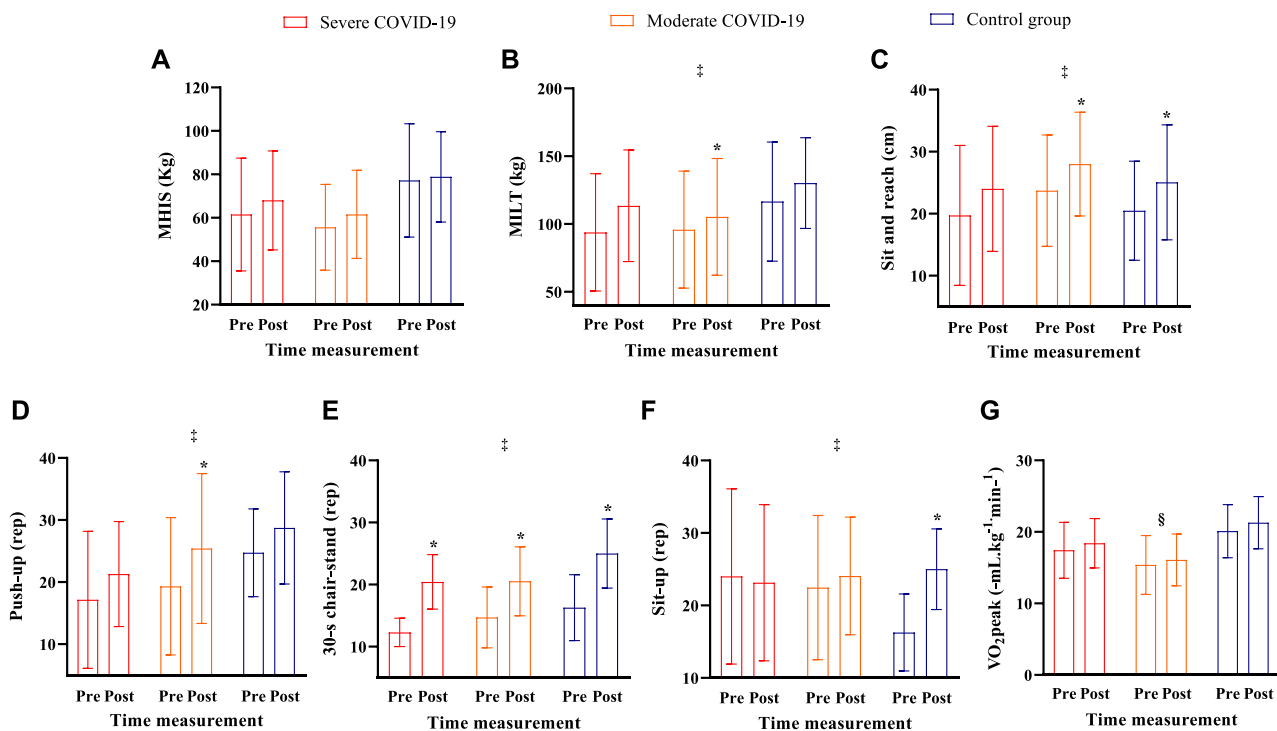 Severe COVID-19
Moderate COVID-19
Control group
A
MHIS (Kg)
120
100
80
60
40
20
Pre Post Pre Post Pre Post
Time measurement
B
‡
MILT (kg)
200
150
100
50
*
Pre Post Pre Post Pre Post
Time measurement
C
‡
Sit and reach (cm)
40
30
20
10
* *
Pre Post Pre Post Pre Post
Time measurement
D
‡
Push-up (rep)
40
30
20
10
*
Pre Post Pre Post Pre Post
Time measurement
E
‡
30-s chair-stand (rep)
40
30
20
10
* * *
Pre Post Pre Post Pre Post
Time measurement
F
‡
Sit-up (rep)
40
30
20
10
*
Pre Post Pre Post Pre Post
Time measurement
G
VO₂peak (-mL.kg⁻¹·min-¹)
30
20
10
0
§
Pre Post Pre Post Pre Post
Time measurement